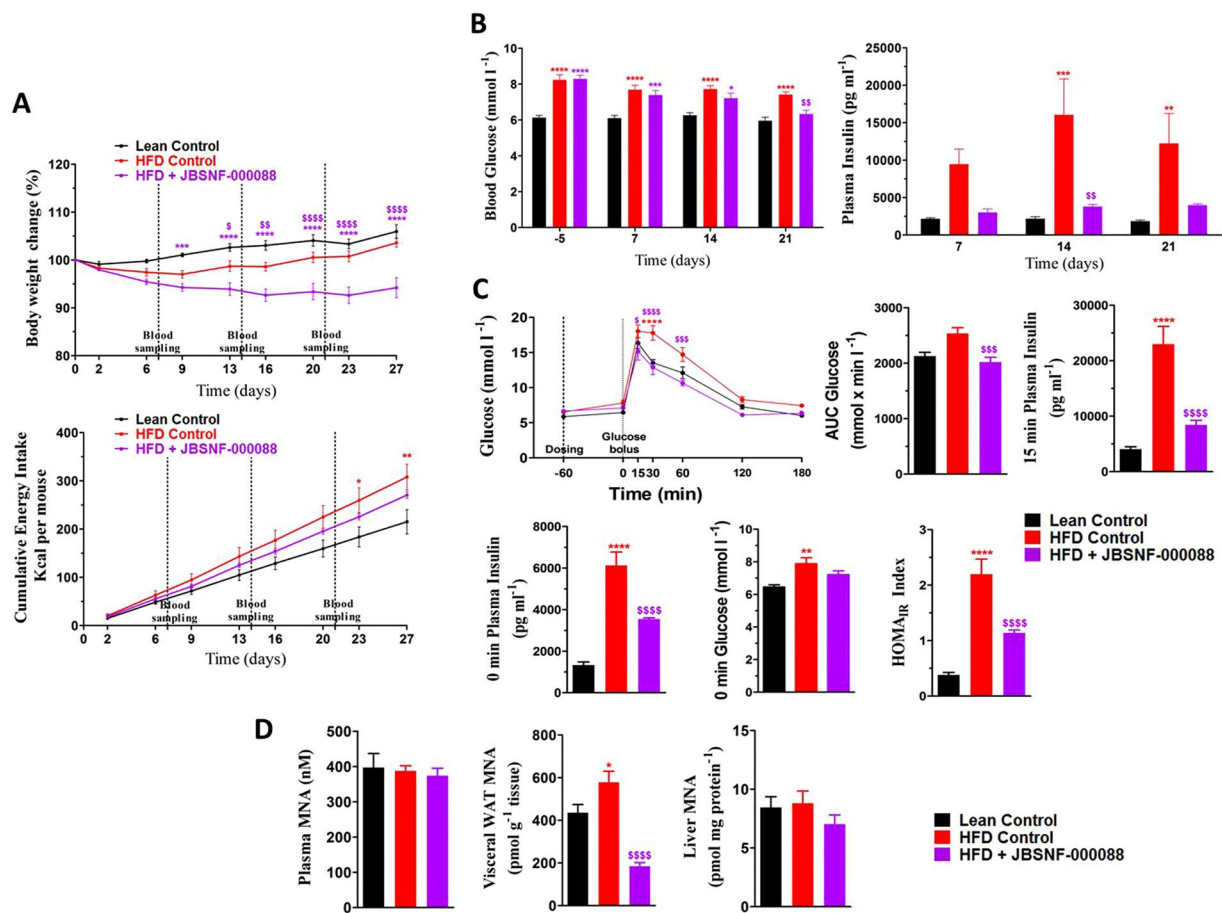 A
Lean Control
HFD Control
HFD + JBSNF-000088
Body weight change (%)
120
110
100
90
80
$ $$ $$$$ $$$$ $$$$
*** **** **** **** ****
Blood sampling
Blood sampling
Blood sampling
0 2 6 9 13 16 20 23 27
Time (days)
Lean Control
HFD Control
HFD + JBSNF-000088
Cumulative Energy Intake
Kcal per mouse
400
300
200
100
0
* **
Blood sampling
Blood sampling
Blood sampling
0 2 6 9 13 16 20 23 27
Time (days)
B
Blood Glucose (mmol l-1)
10
8
6
4
2
0
**** **** **** *** **** * **** $$
-5 7 14 21
Time (days)
Plasma Insulin (pg ml-1)
25000
20000
15000
10000
5000
0
*** $$ **
7 14 21
Time (days)
C
Glucose (mmol l-1)
20
15
10
5
0
$ $$$$ $$$
****
Dosing
Glucose
bolus
-60 0 15 30 60 120 180
Time (min)
AUC Glucose
(mmol x min l-1)
3000
2000
1000
0
$$$
15 min Plasma Insulin
(pg ml-1)
30000
20000
10000
0
**** $$$$
0 min Plasma Insulin
(pg ml-1)
8000
6000
4000
2000
0
**** $$$$
0 min Glucose (mmol l-1)
10
8
6
4
2
0
**
HOMAIR Index
3
2
1
0
**** $$$$
Lean Control
HFD Control
HFD + JBSNF-000088
D
Plasma MNA (nM)
500
400
300
200
100
0
Visceral WAT MNA
(pmol g-1 tissue)
800
600
400
200
0
* $$$$
Liver MNA
(pmol mg protein-1)
15
10
5
0
Lean Control
HFD Control
HFD + JBSNF-000088